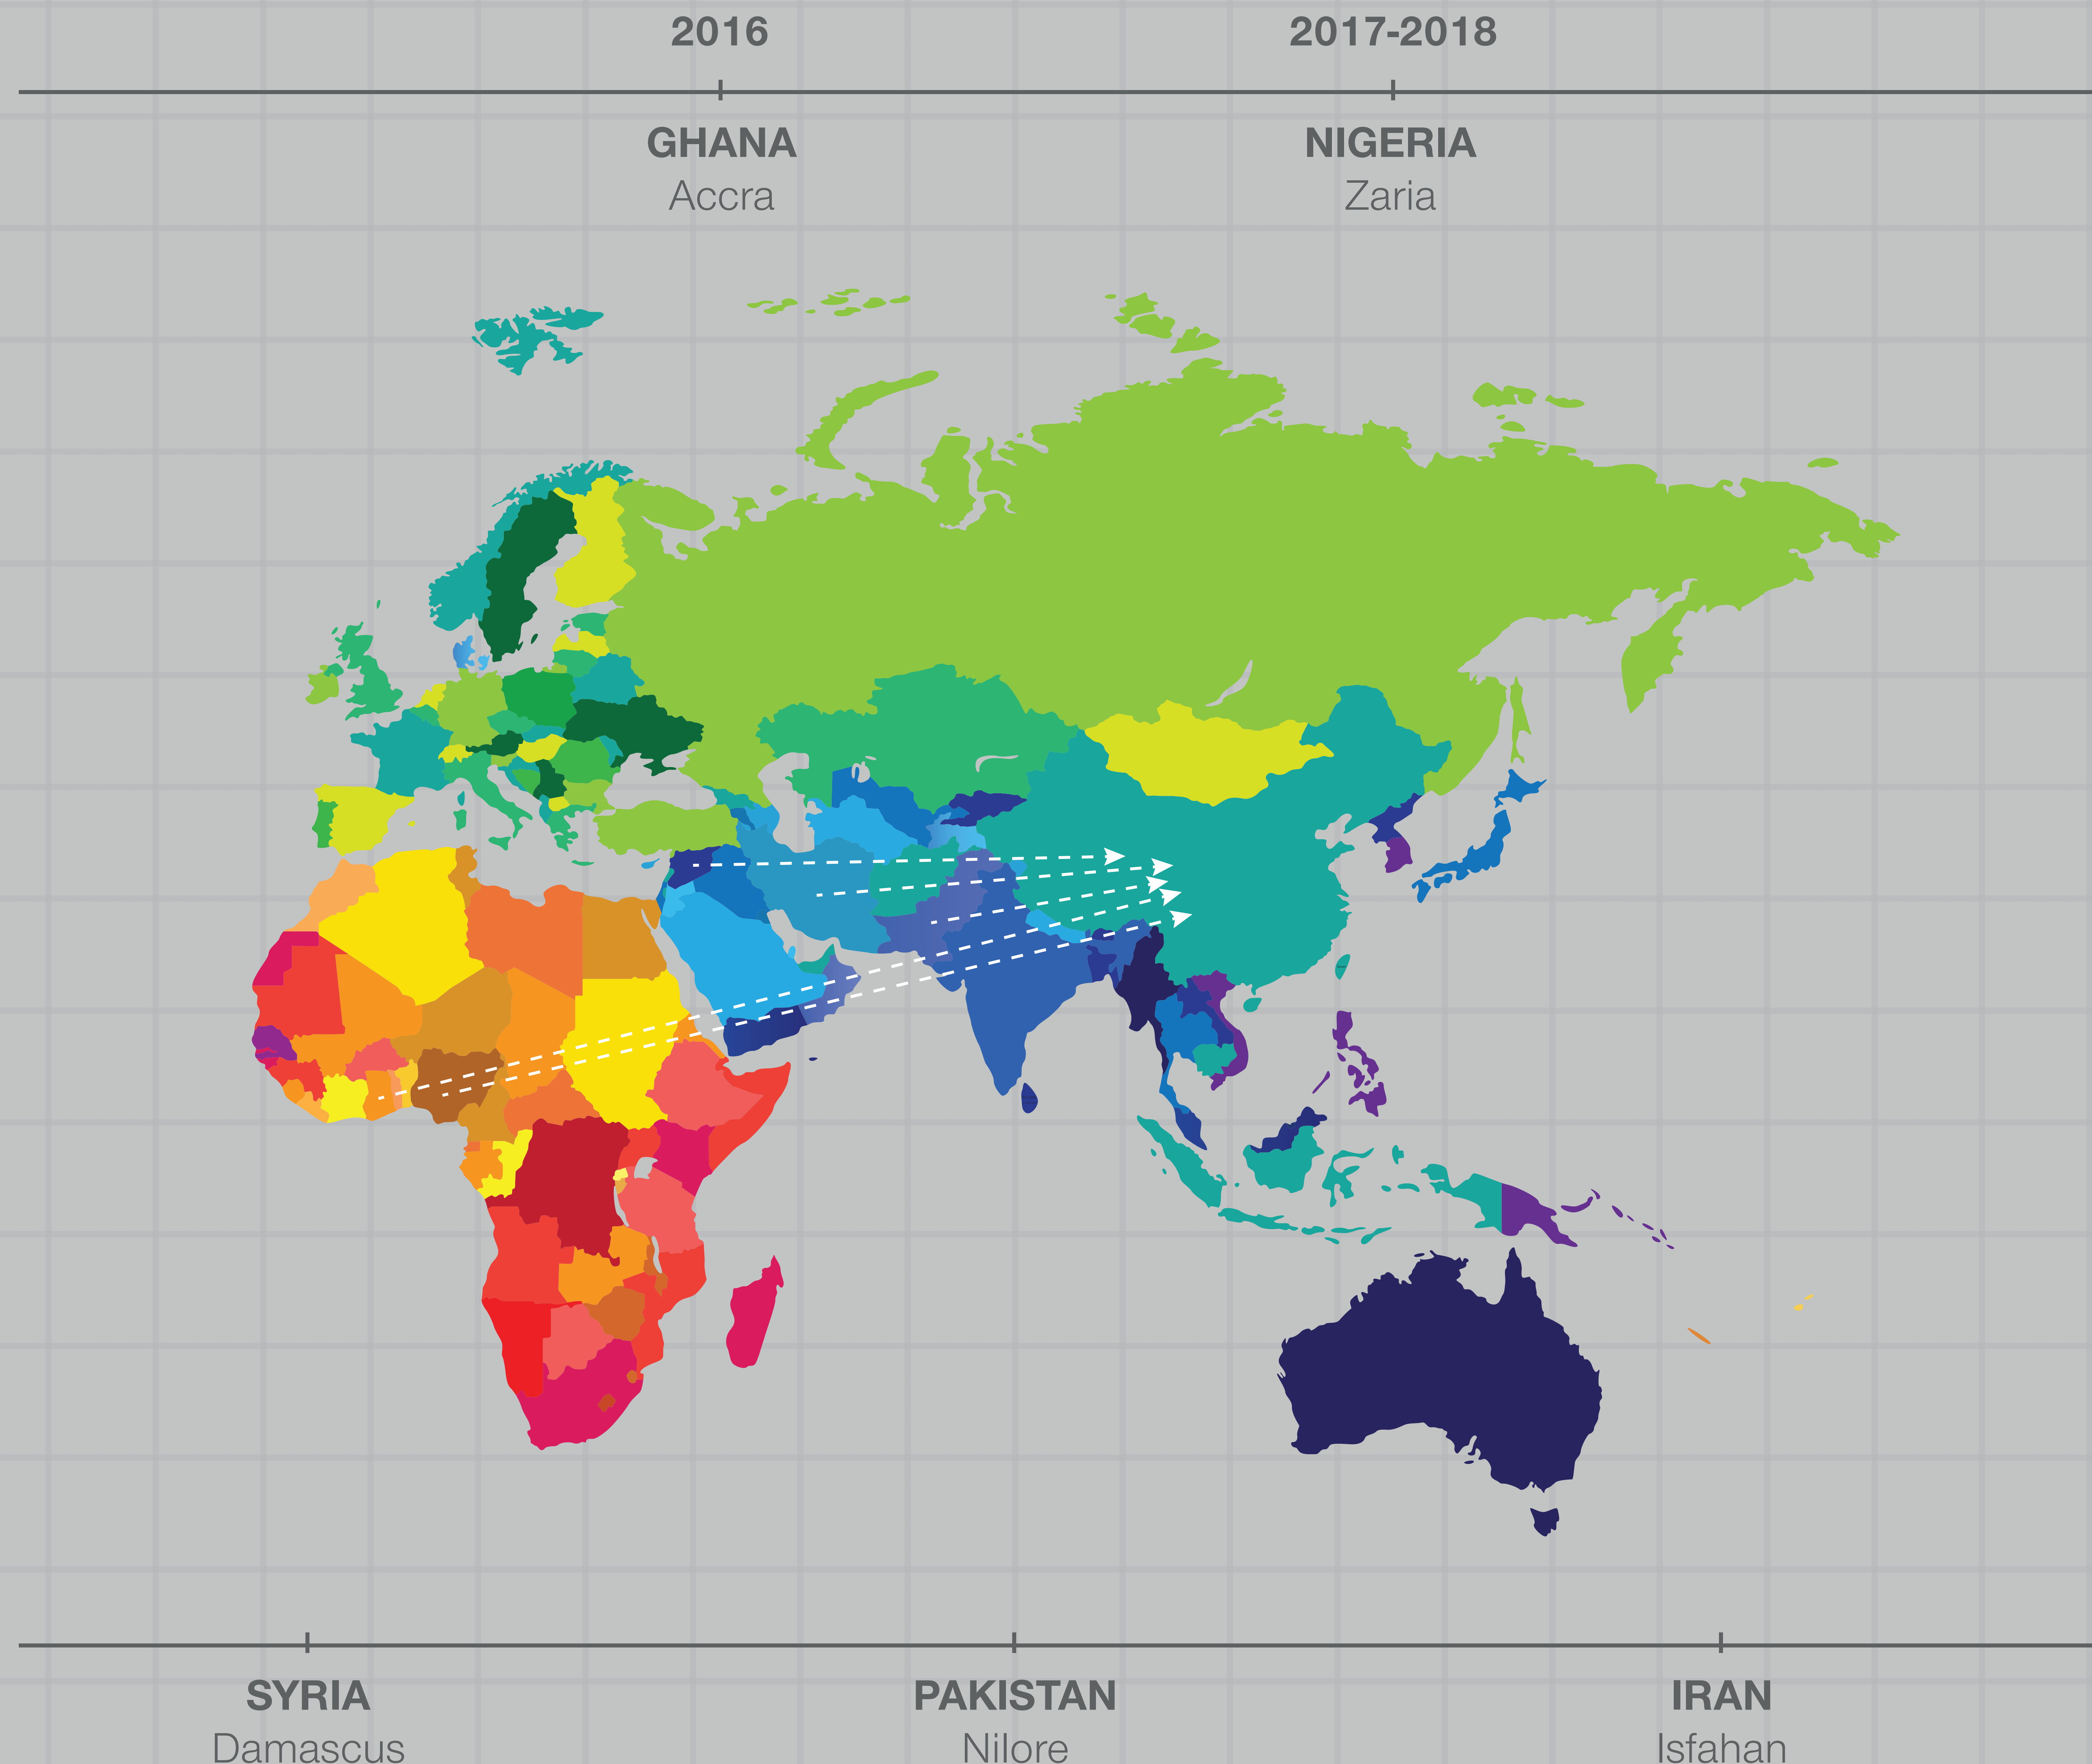 2016 2017-2018
GHANA NIGERIA
Accra Zaria
SYRIA PAKISTAN IRAN
Damascus Nilore Isfahan